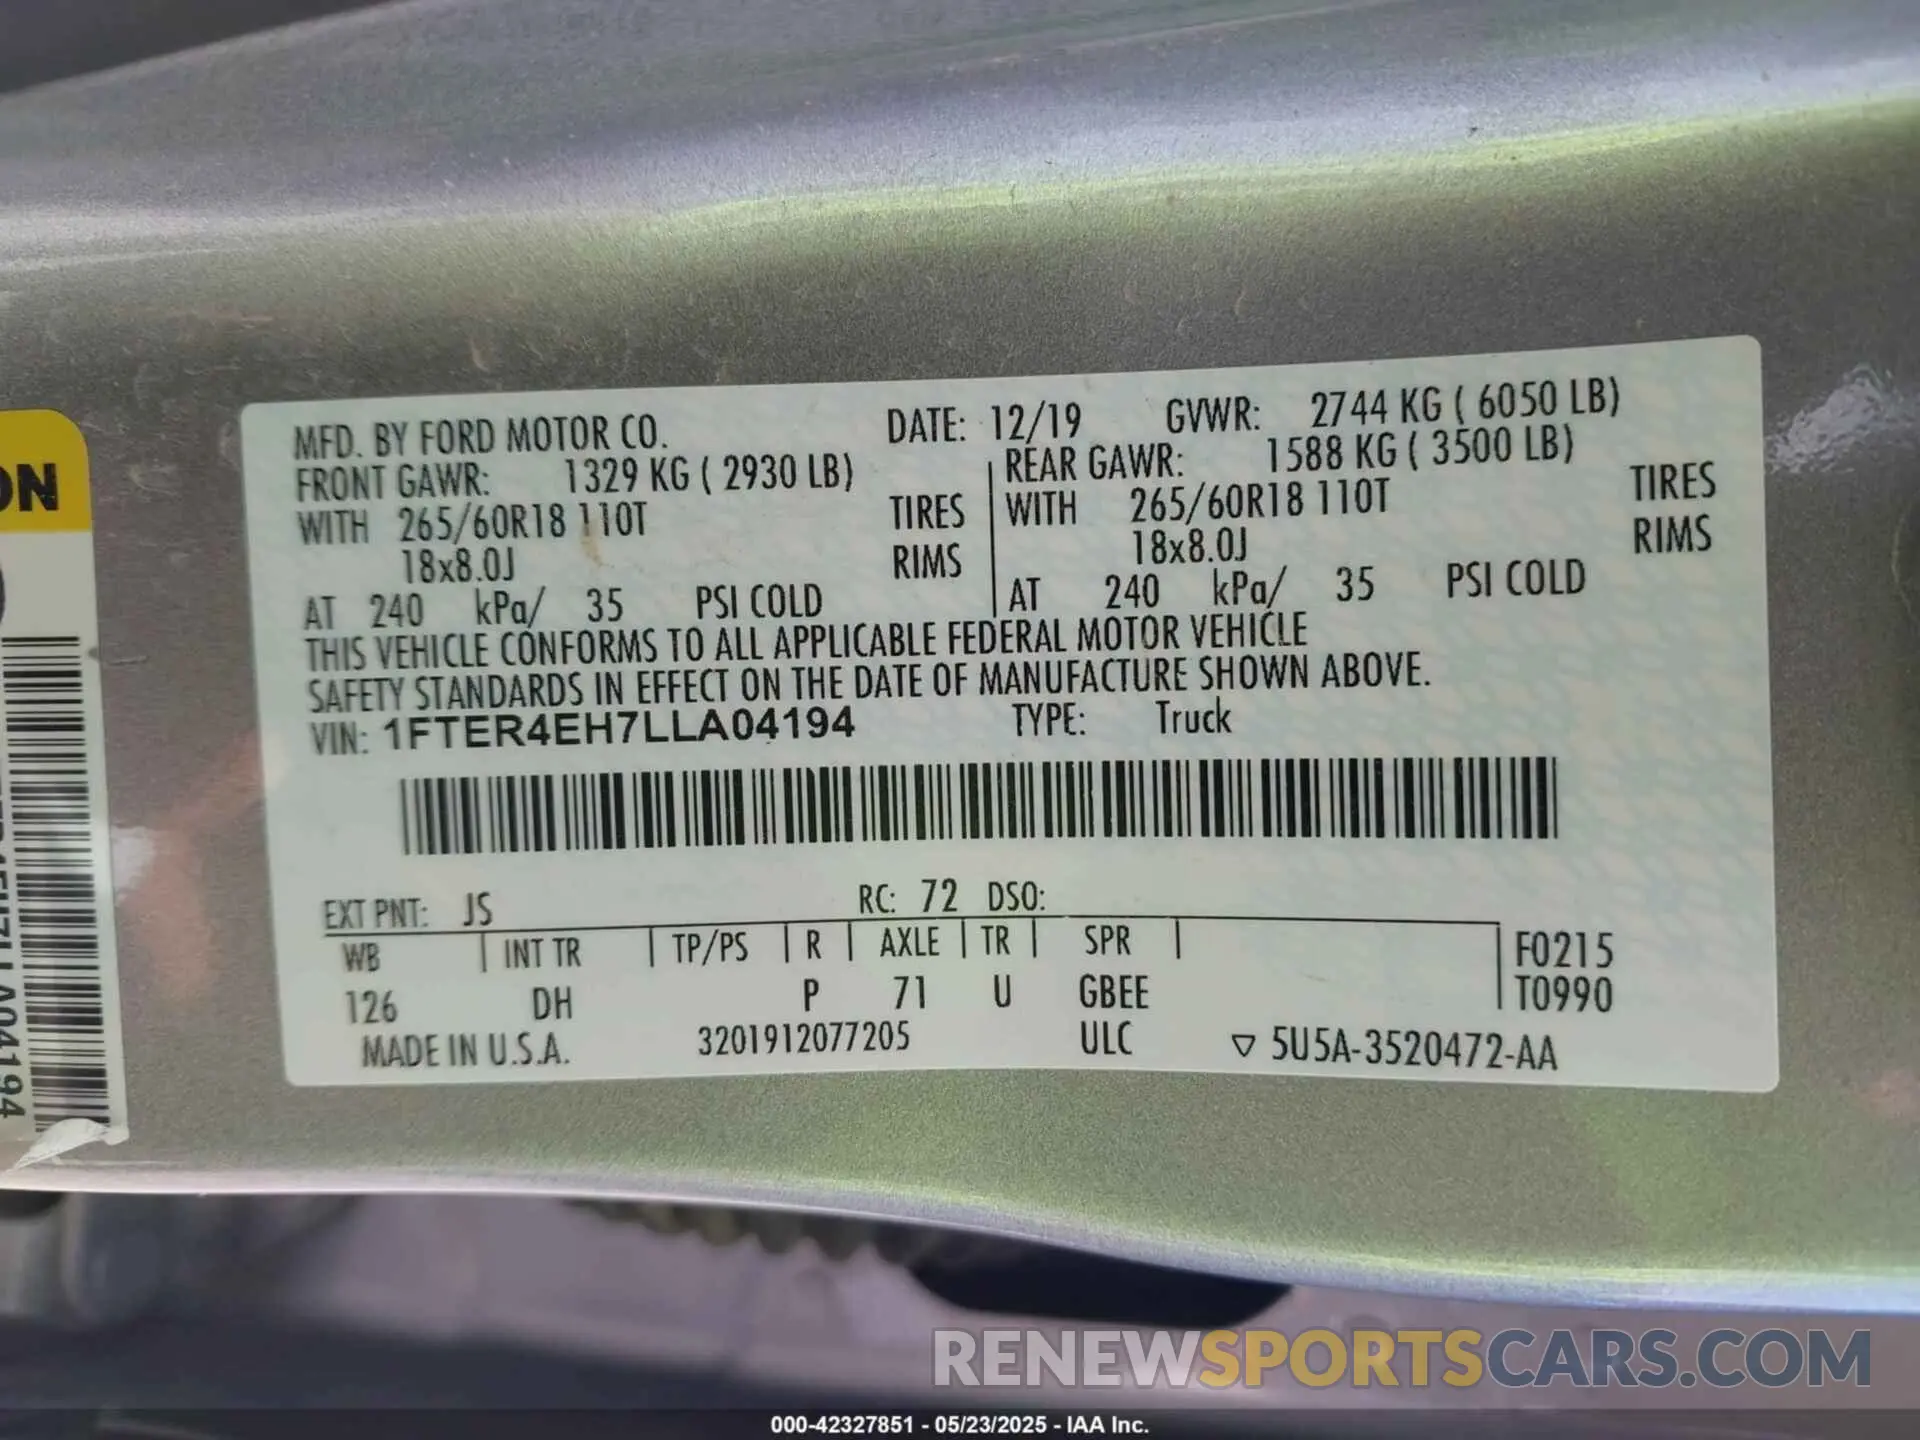 MFD. BY FORD MOTOR CO. DATE: 12/19 GVWR: 2744 KG ( 6050 LB)
FRONT GAWR: 1329 KG ( 2930 LB) REAR GAWR: 1588 KG ( 3500 LB)
WITH 265/60R18 110T TIRES WITH 265/60R18 110T TIRES
18x8.0J RIMS 18x8.0J RIMS
AT 240 kPa/ 35 PSI COLD AT 240 kPa/ 35 PSI COLD
THIS VEHICLE CONFORMS TO ALL APPLICABLE FEDERAL MOTOR VEHICLE
SAFETY STANDARDS IN EFFECT ON THE DATE OF MANUFACTURE SHOWN ABOVE.
VIN: 1FTER4EH7LLA04194 TYPE: Truck
EXT PNT: JS RC: 72 DSO:
WB INT TR TP/PS R AXLE TR SPR F0215
126 DH P 71 U GBEE T0990
MADE IN U.S.A. 3201912077205 ULC ▽ 5U5A-3520472-AA
RENEWSPORTSCARS.COM
000-42327851 - 05/23/2025 - IAA Inc.